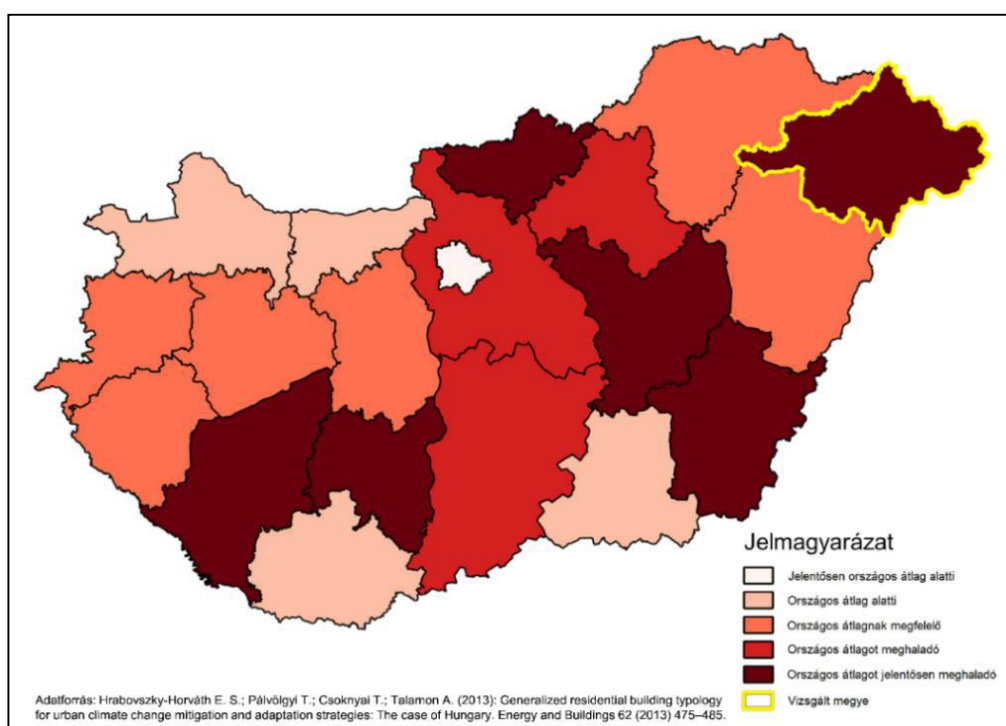 Jelmagyarázat
Jelentősen országos átlag alatti
Országos átlag alatti
Országos átlagnak megfelelő
Országos átlagot meghaladó
Országos átlagot jelentősen meghaladó
Vizsgált megye
Adatforrás: Hrabovszky-Horváth E. S.; Pálvölgyi T.; Csoknyai T.; Talamon A. (2013): Generalized residential building typology
for urban climate change mitigation and adaptation strategies: The case of Hungary. Energy and Buildings 62 (2013) 475–485.